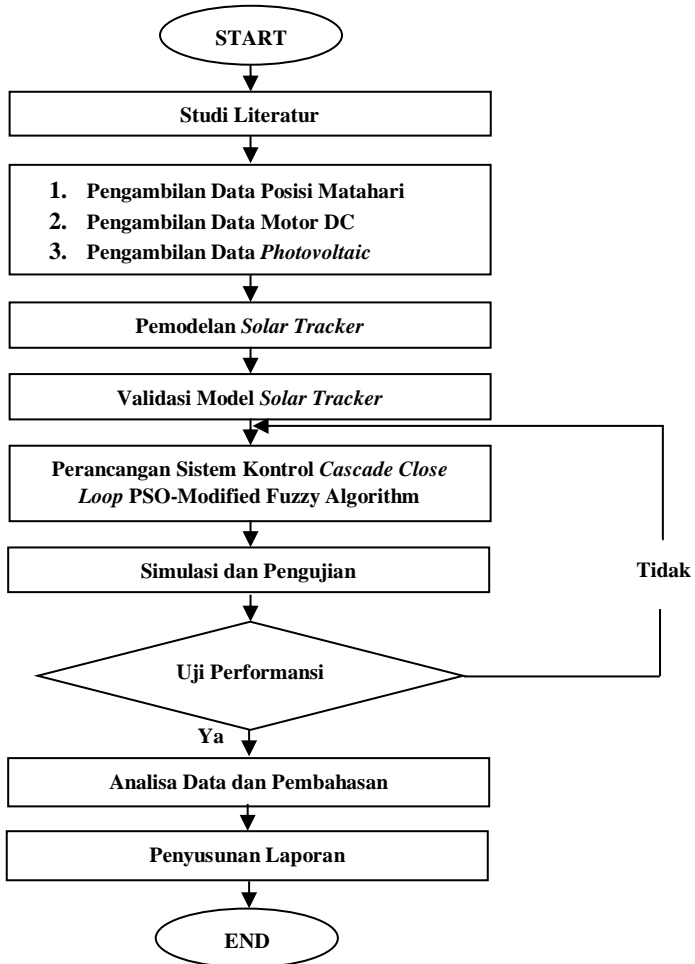 START
Studi Literatur
1. Pengambilan Data Posisi Matahari
2. Pengambilan Data Motor DC
3. Pengambilan Data Photovoltaic
Pemodelan Solar Tracker
Validasi Model Solar Tracker
Perancangan Sistem Kontrol Cascade Close
Loop PSO-Modified Fuzzy Algorithm
Simulasi dan Pengujian
Tidak
Uji Performansi
Ya
Analisa Data dan Pembahasan
Penyusunan Laporan
END